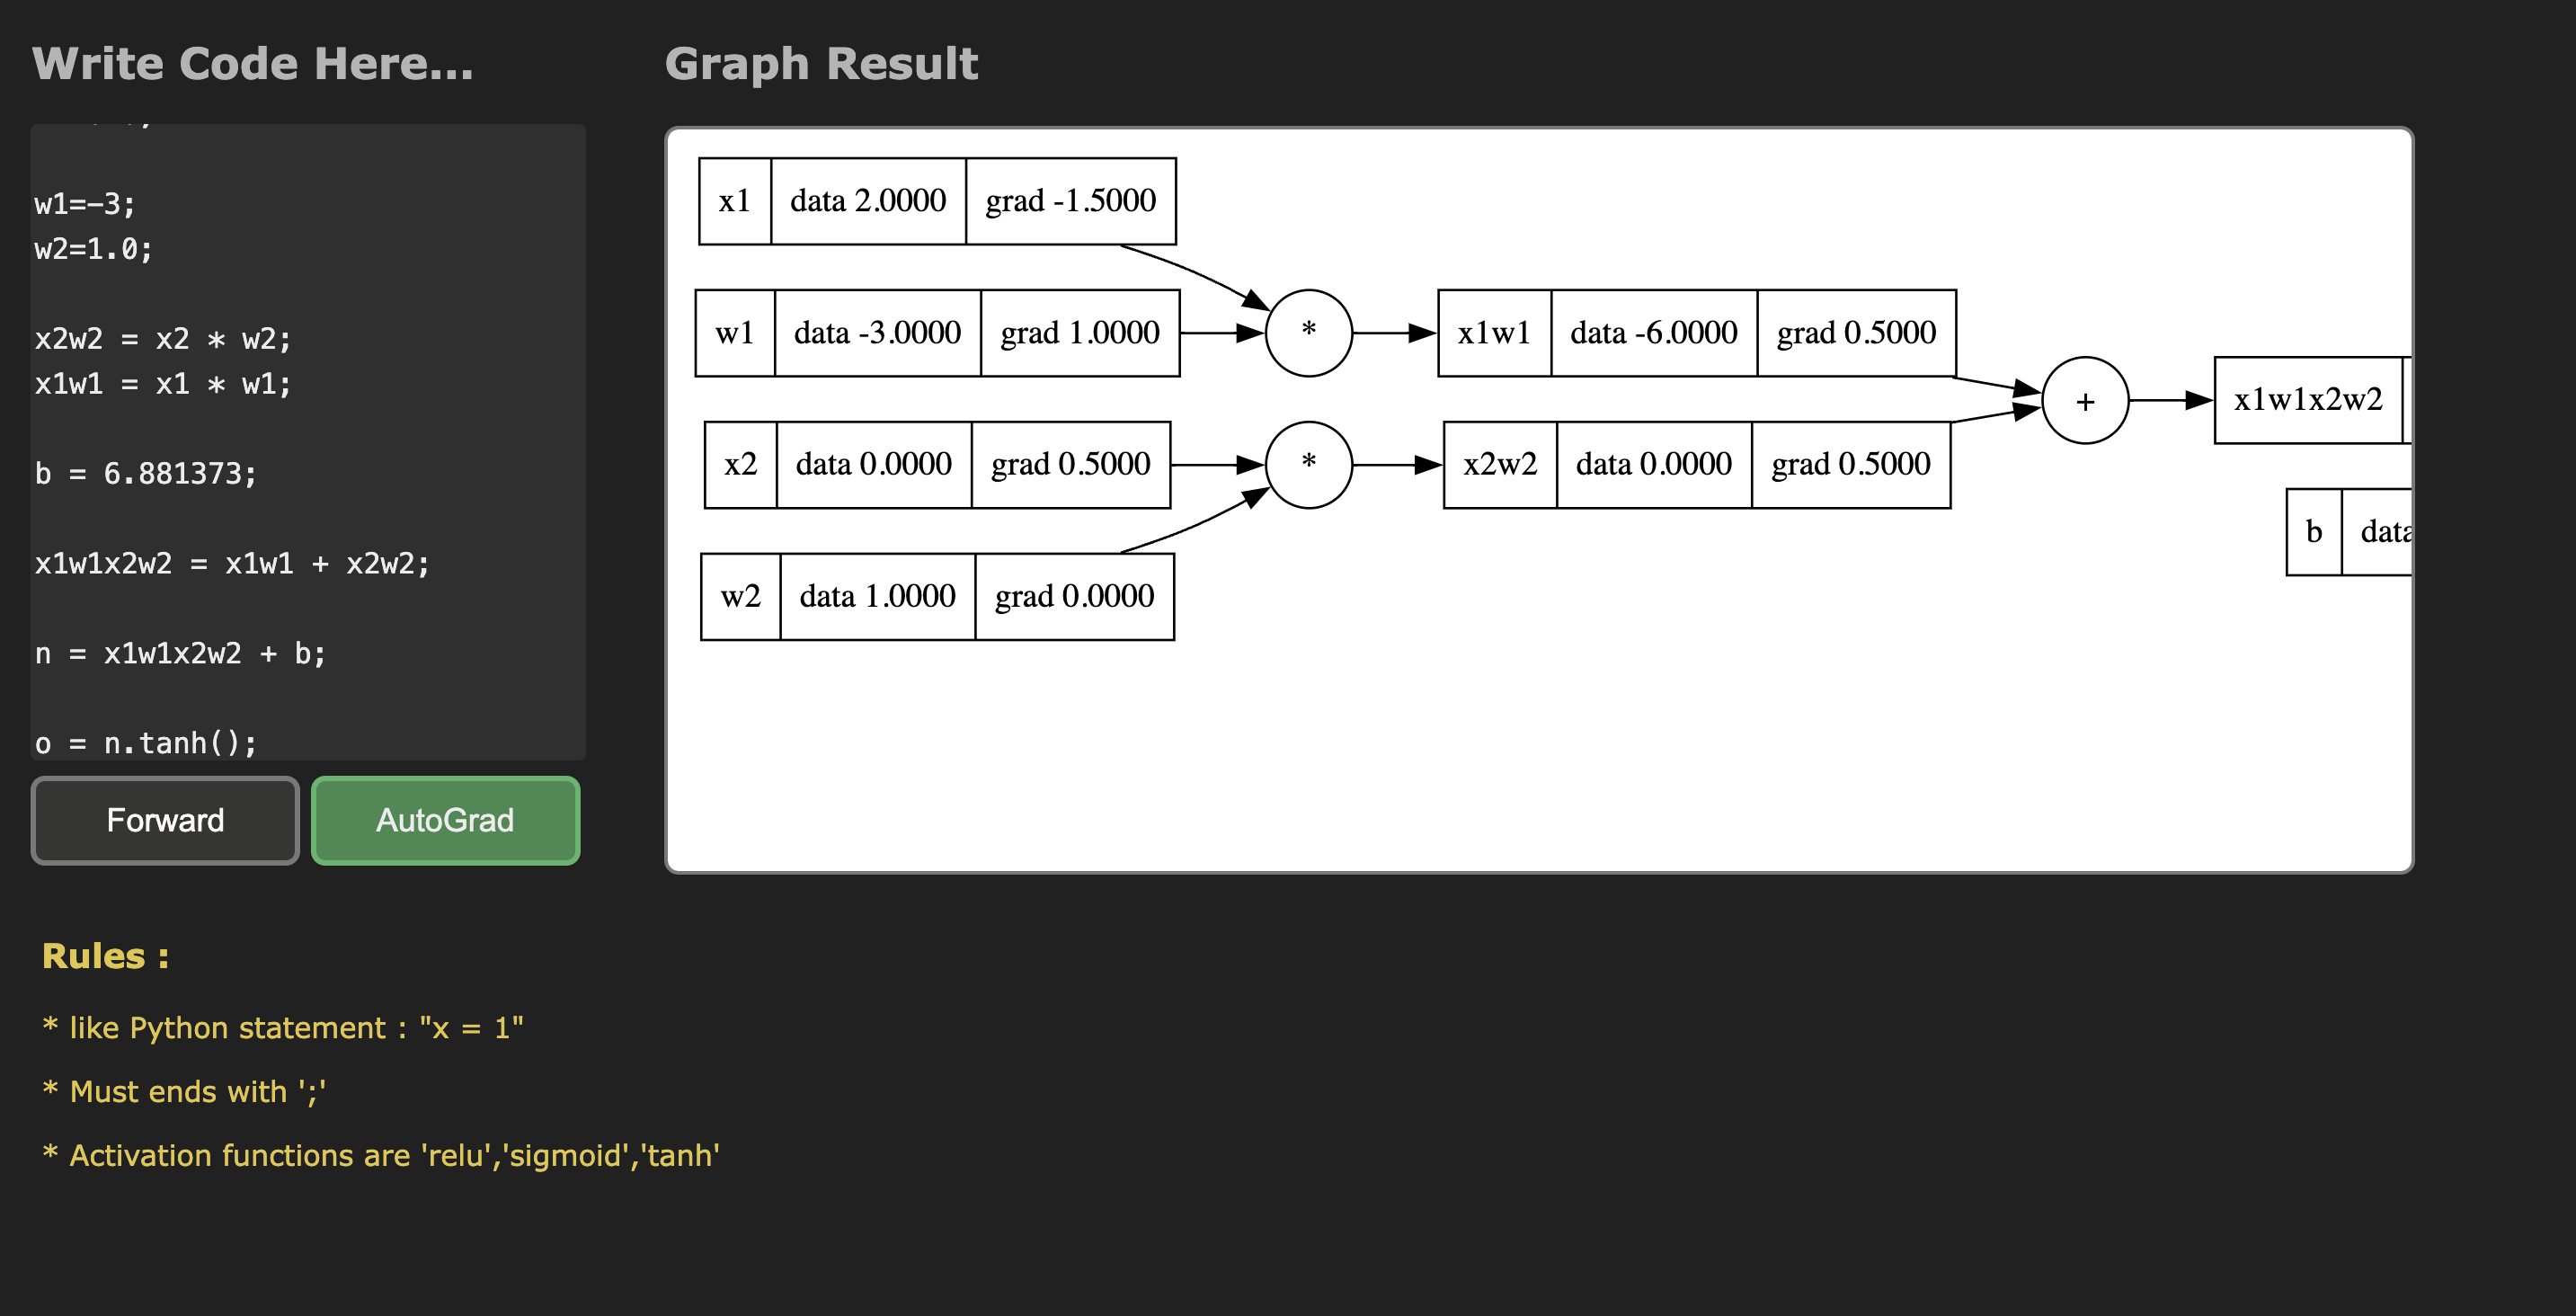 Write Code Here...
w1=-3;
w2=1.0;
x2w2 = x2 * w2;
x1w1 = x1 * w1;
b = 6.881373;
x1w1x2w2 = x1w1 + x2w2;
n = x1w1x2w2 + b;
o = n.tanh();
Forward
AutoGrad
Graph Result
x1 data 2.0000 grad -1.5000
w1 data -3.0000 grad 1.0000
*
x1w1 data -6.0000 grad 0.5000
+
x1w1x2w2
x2 data 0.0000 grad 0.5000
*
x2w2 data 0.0000 grad 0.5000
b data
w2 data 1.0000 grad 0.0000
Rules :
* like Python statement : "x = 1"
* Must ends with ';'
* Activation functions are 'relu','sigmoid','tanh'